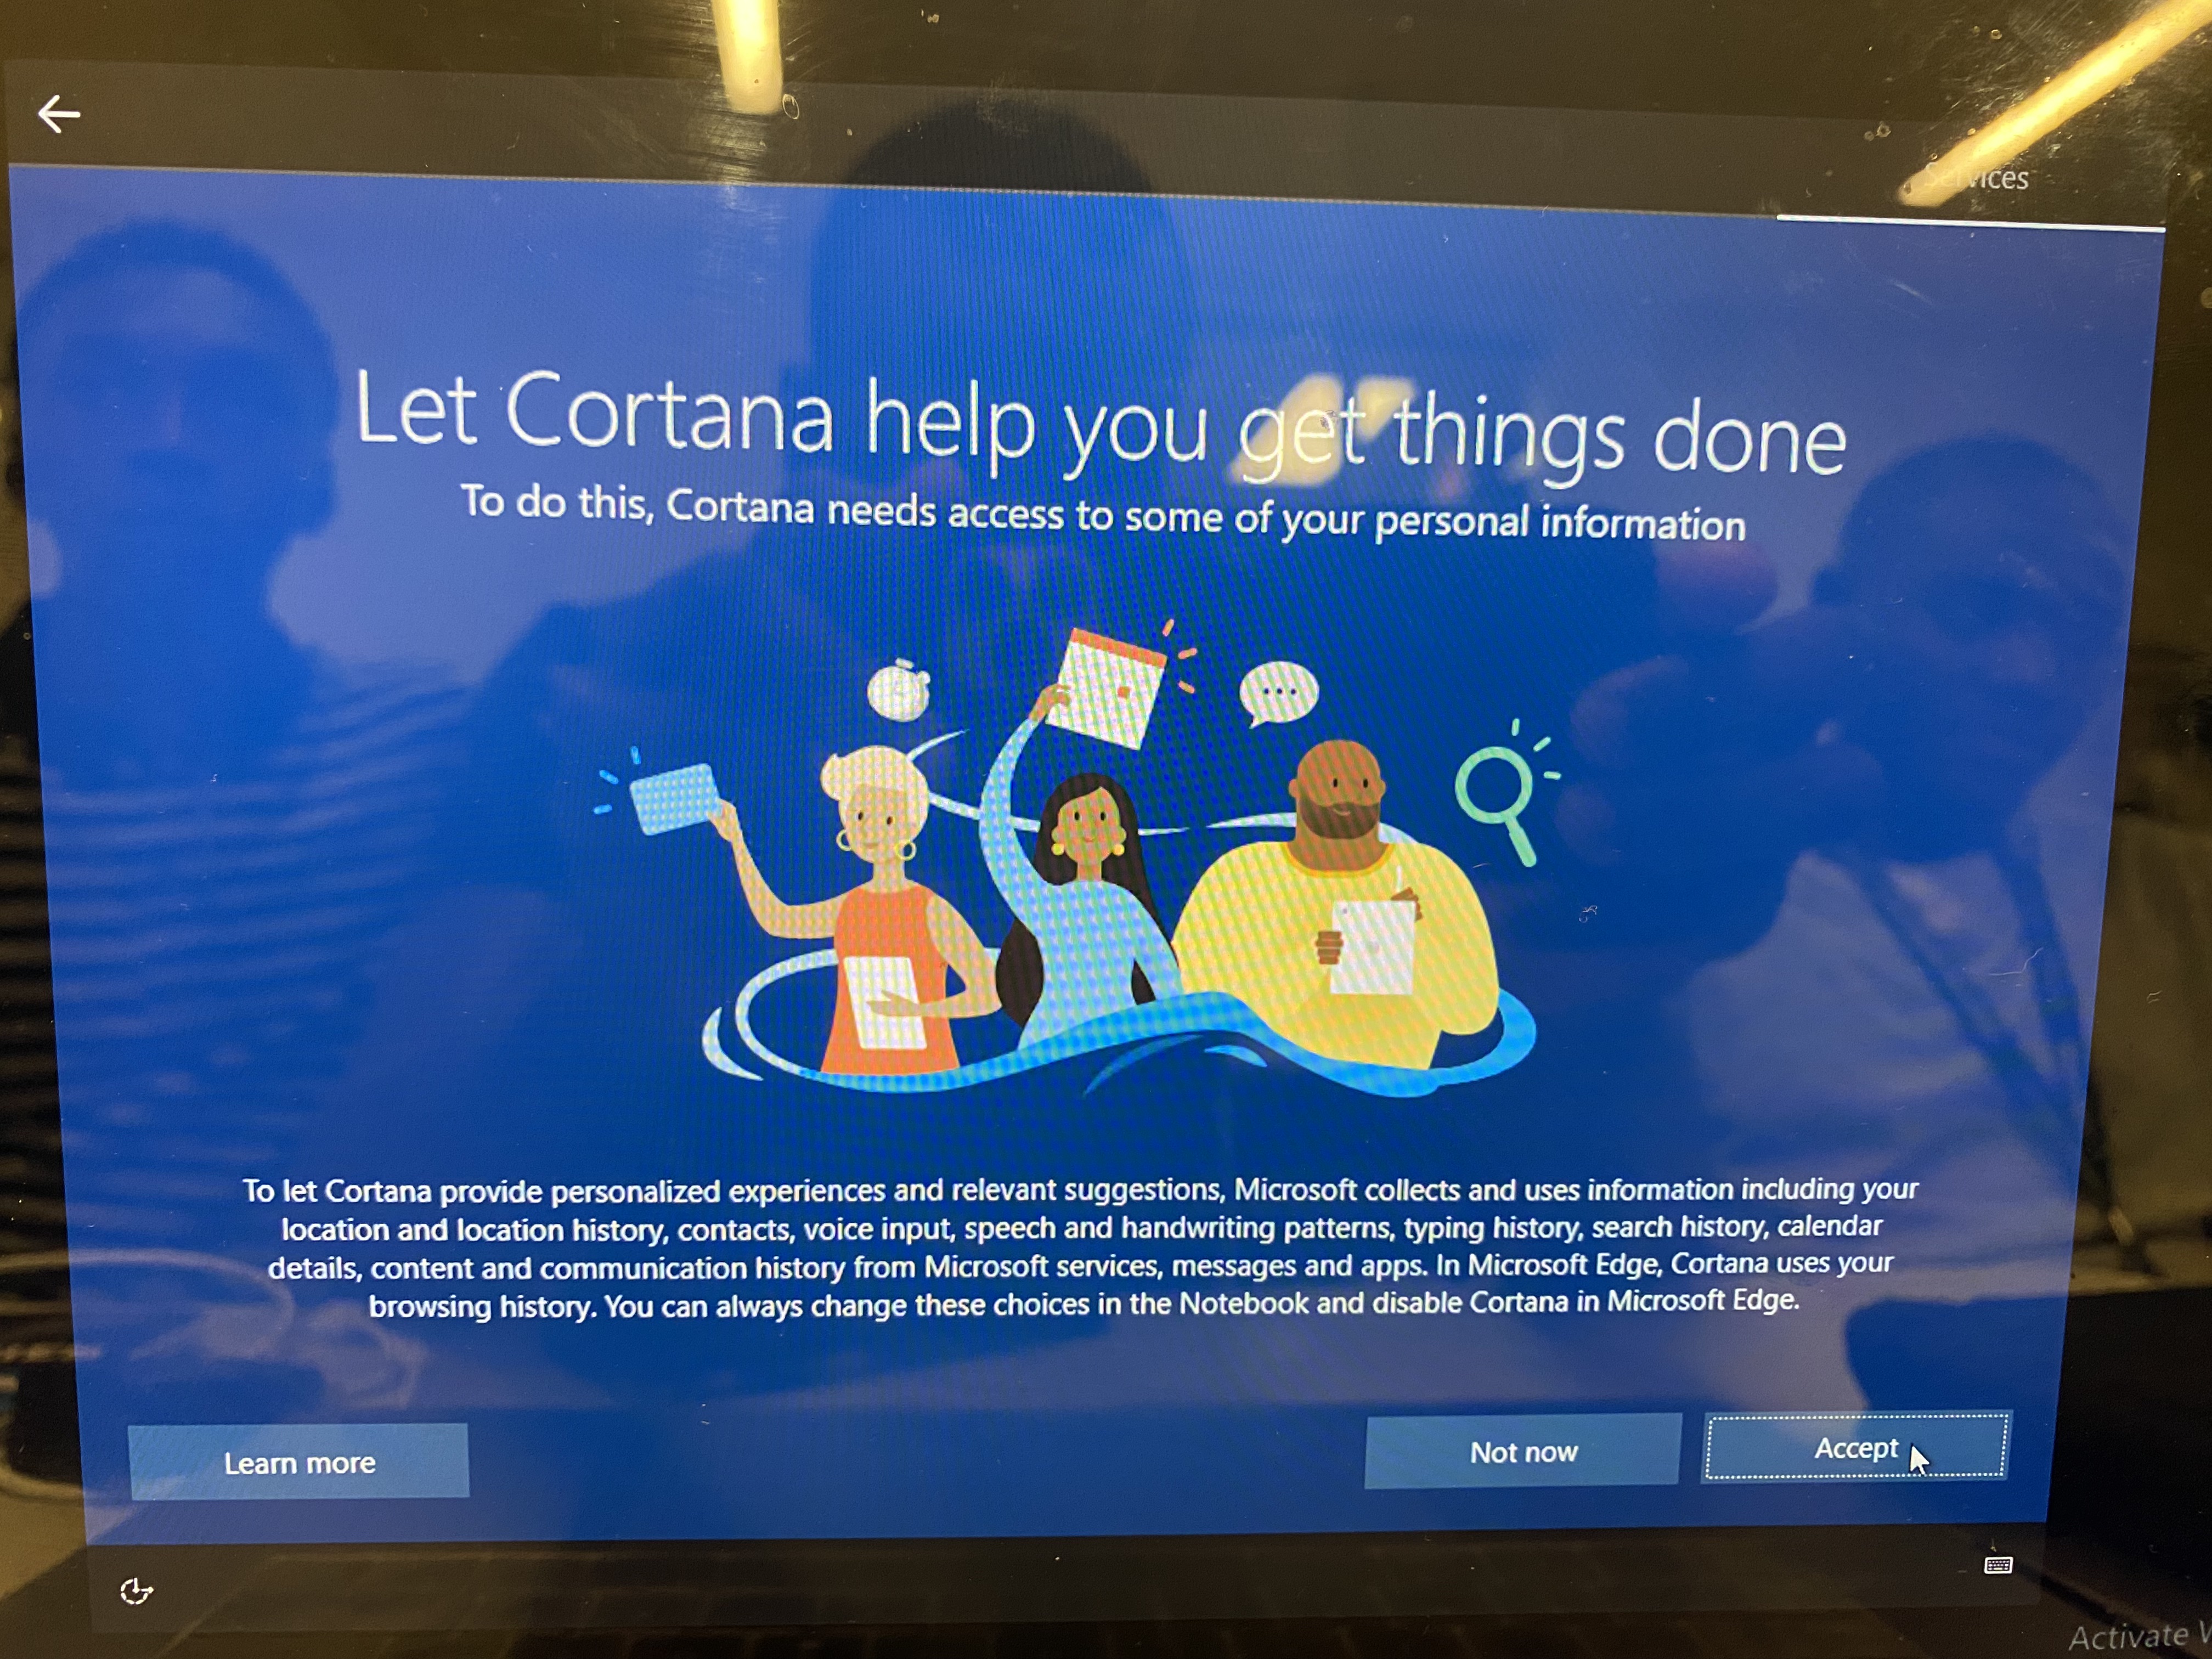 Services
Let Cortana help you get things done
To do this, Cortana needs access to some of your personal information
To let Cortana provide personalized experiences and relevant suggestions, Microsoft collects and uses information including your
location and location history, contacts, voice input, speech and handwriting patterns, typing history, search history, calendar
details, content and communication history from Microsoft services, messages and apps. In Microsoft Edge, Cortana uses your
browsing history. You can always change these choices in the Notebook and disable Cortana in Microsoft Edge.
Learn more
Not now
Accept
Activate